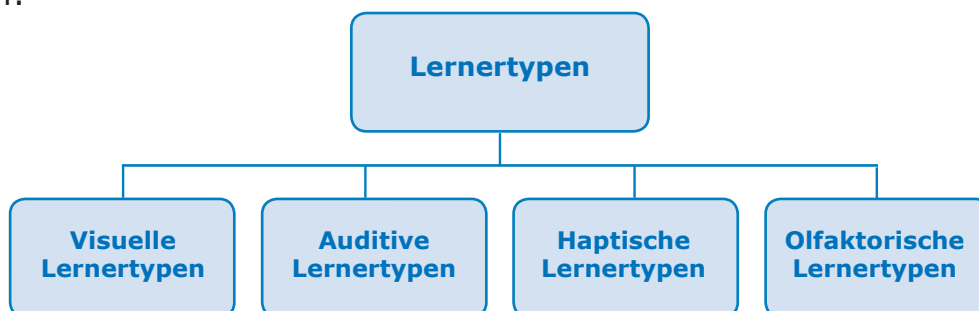 Lernertypen
Visuelle
Lernertypen
Auditive
Lernertypen
Haptische
Lernertypen
Olfaktorische
Lernertypen